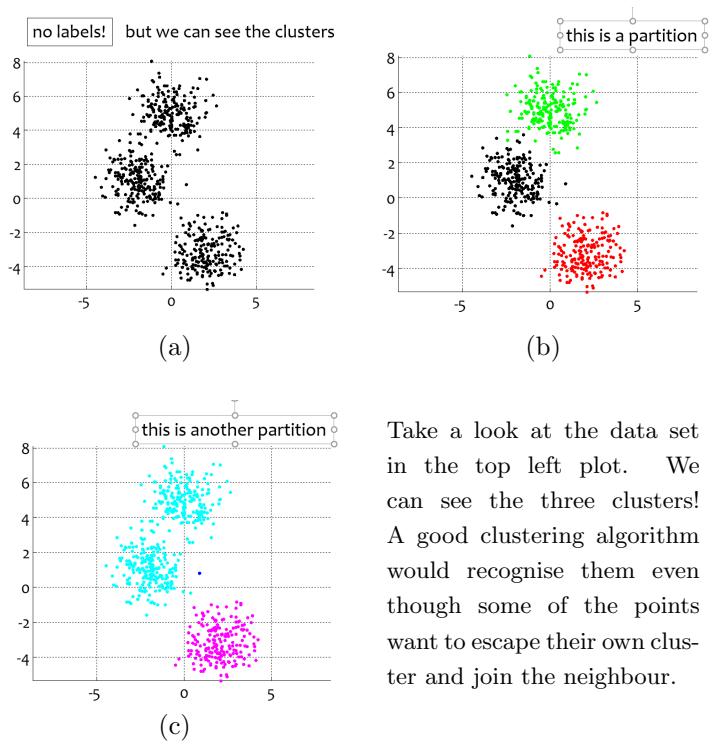 no labels! but we can see the clusters
8
6
4
2
0
-2
-4
-5 0 5
(a)
this is a partition
8
6
4
2
0
-2
-4
-5 0 5
(b)
this is another partition
8
6
4
2
0
-2
-4
-5 0 5
(c)
Take a look at the data set
in the top left plot. We
can see the three clusters!
A good clustering algorithm
would recognise them even
though some of the points
want to escape their own clus-
ter and join the neighbour.